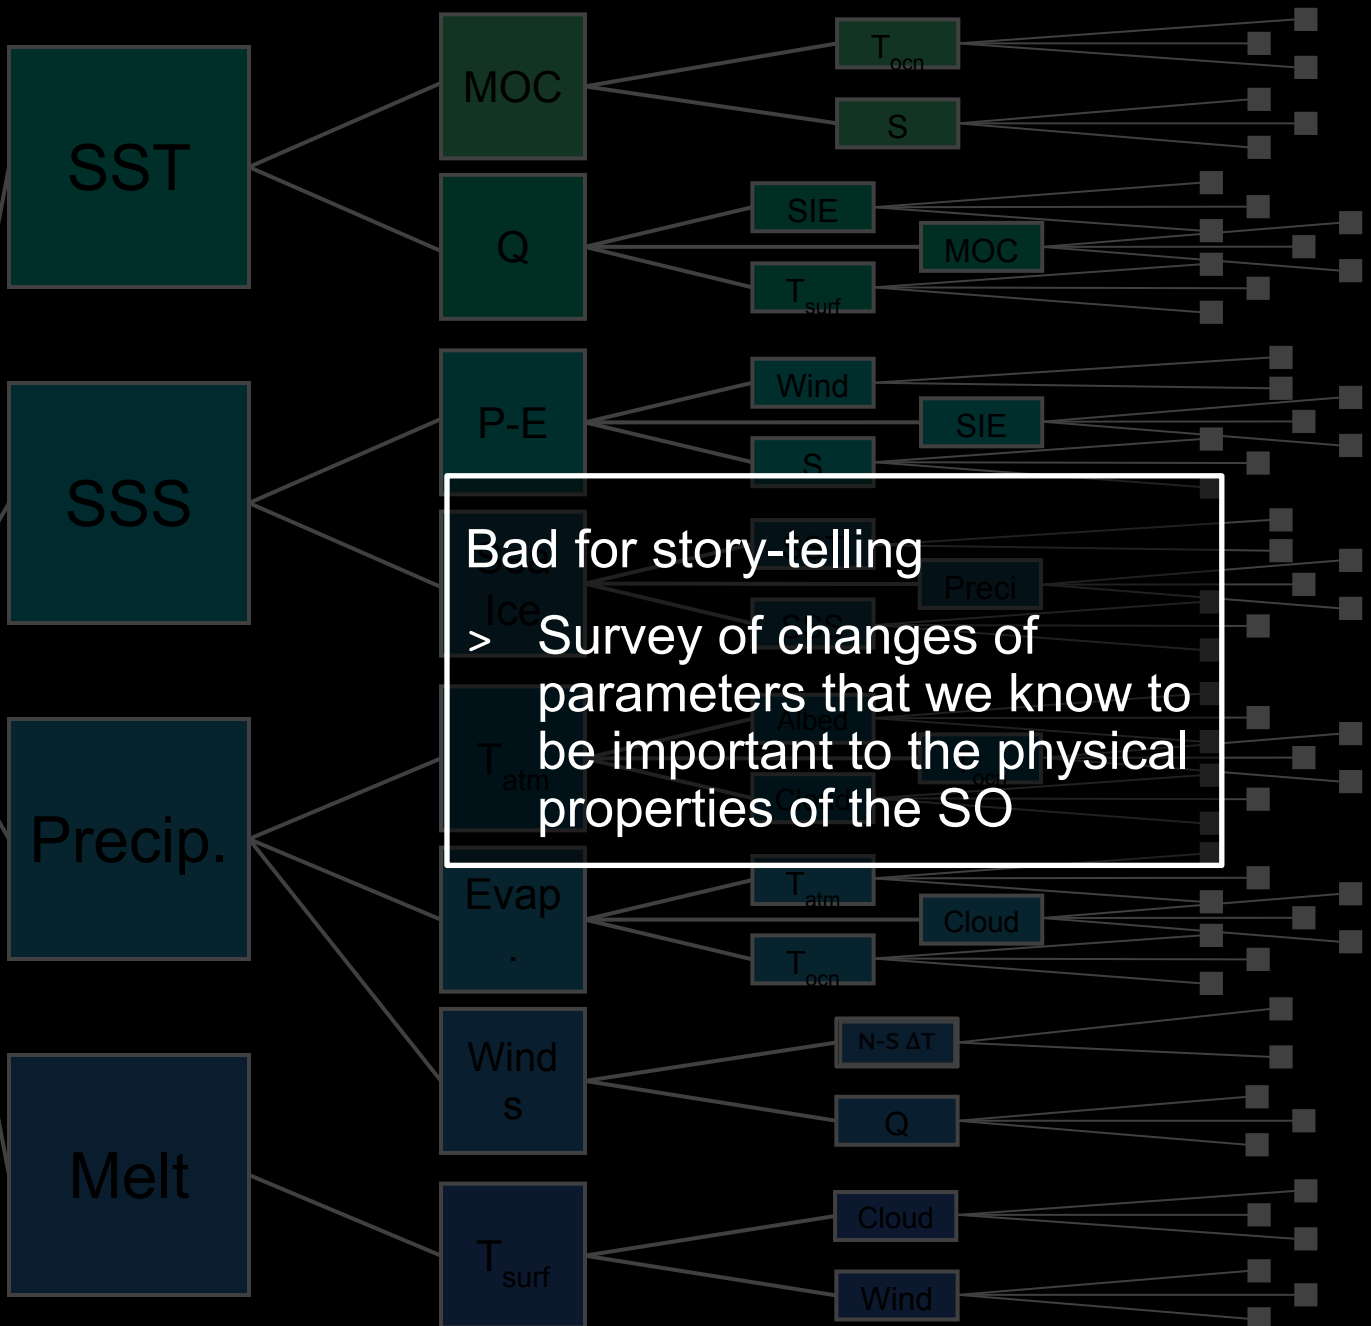 SST
SSS
Precip.
Melt
MOC
Q
P-E
Ice
T
atm
Evap
.
Wind
s
T
surf
T
ocn
S
SIE
MOC
T
surf
Wind
SIE
S
Preci
Albed
Cloud
T
atm
Cloud
T
ocn
N-S ΔT
Q
Cloud
Wind
Bad for story-telling
> Survey of changes of
parameters that we know to
be important to the physical
properties of the SO